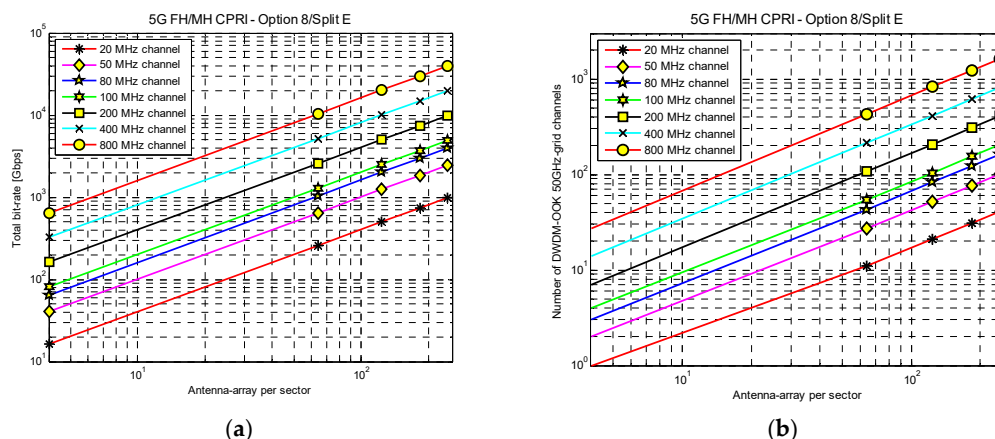 5G FH/MH CPRI - Option 8/Split E
10^5
10^4
10^3
10^2
10^1
Total bit-rate [Gbps]
20 MHz channel
50 MHz channel
80 MHz channel
100 MHz channel
200 MHz channel
400 MHz channel
800 MHz channel
10^1
10^2
Antenna-array per sector
(a)
5G FH/MH CPRI - Option 8/Split E
10^3
10^2
10^1
10^0
Number of DWDM-OOK 50GHz-grid channels
20 MHz channel
50 MHz channel
80 MHz channel
100 MHz channel
200 MHz channel
400 MHz channel
800 MHz channel
10^1
10^2
Antenna-array per sector
(b)